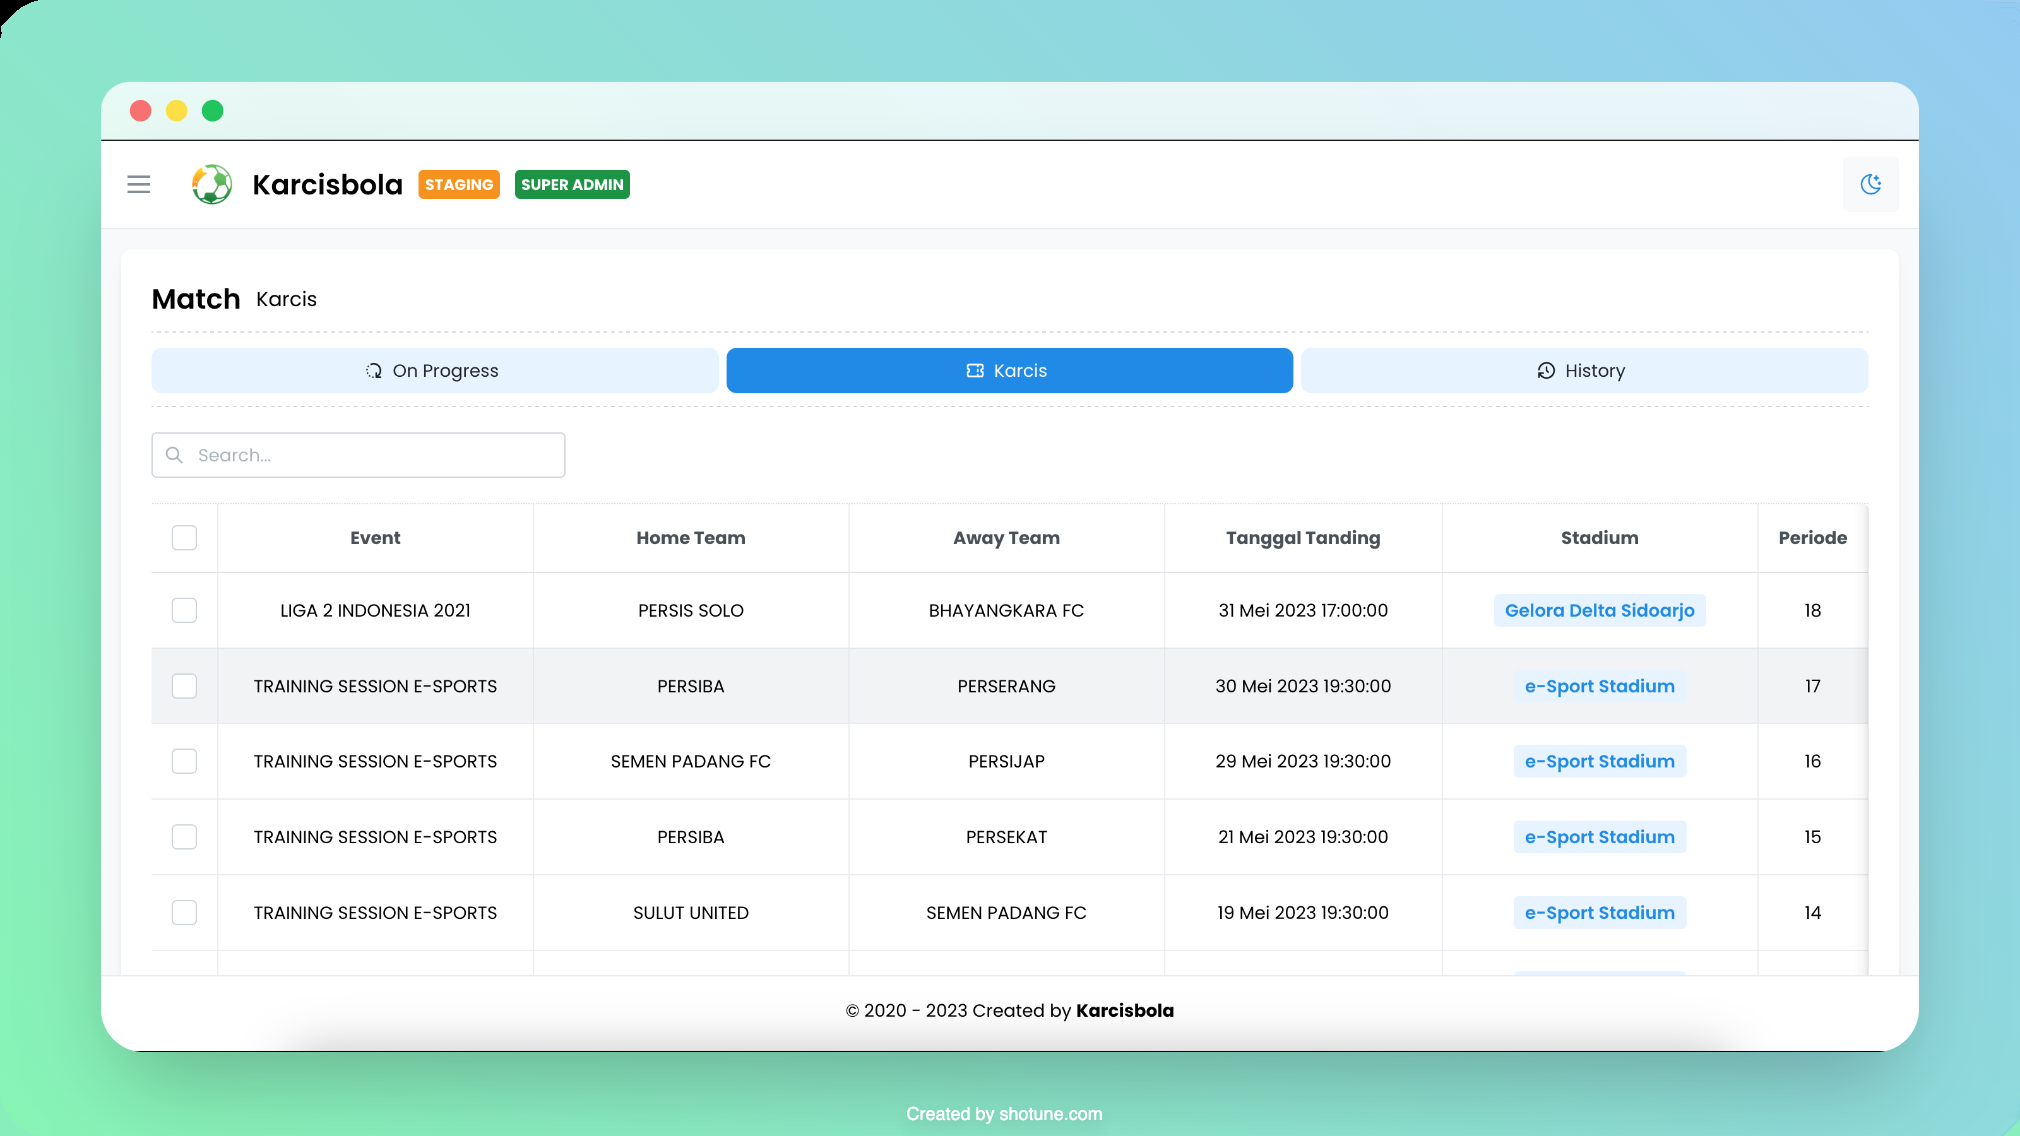 Karcisbola STAGING SUPER ADMIN
Match Karcis
On Progress Karcis History
Search...
Event Home Team Away Team Tanggal Tanding Stadium Periode
LIGA 2 INDONESIA 2021 PERSIS SOLO BHAYANGKARA FC 31 Mei 2023 17:00:00 Gelora Delta Sidoarjo 18
TRAINING SESSION E-SPORTS PERSIBA PERSERANG 30 Mei 2023 19:30:00 e-Sport Stadium 17
TRAINING SESSION E-SPORTS SEMEN PADANG FC PERSIJAP 29 Mei 2023 19:30:00 e-Sport Stadium 16
TRAINING SESSION E-SPORTS PERSIBA PERSEKAT 21 Mei 2023 19:30:00 e-Sport Stadium 15
TRAINING SESSION E-SPORTS SULUT UNITED SEMEN PADANG FC 19 Mei 2023 19:30:00 e-Sport Stadium 14
© 2020 - 2023 Created by Karcisbola
Created by shotune.com